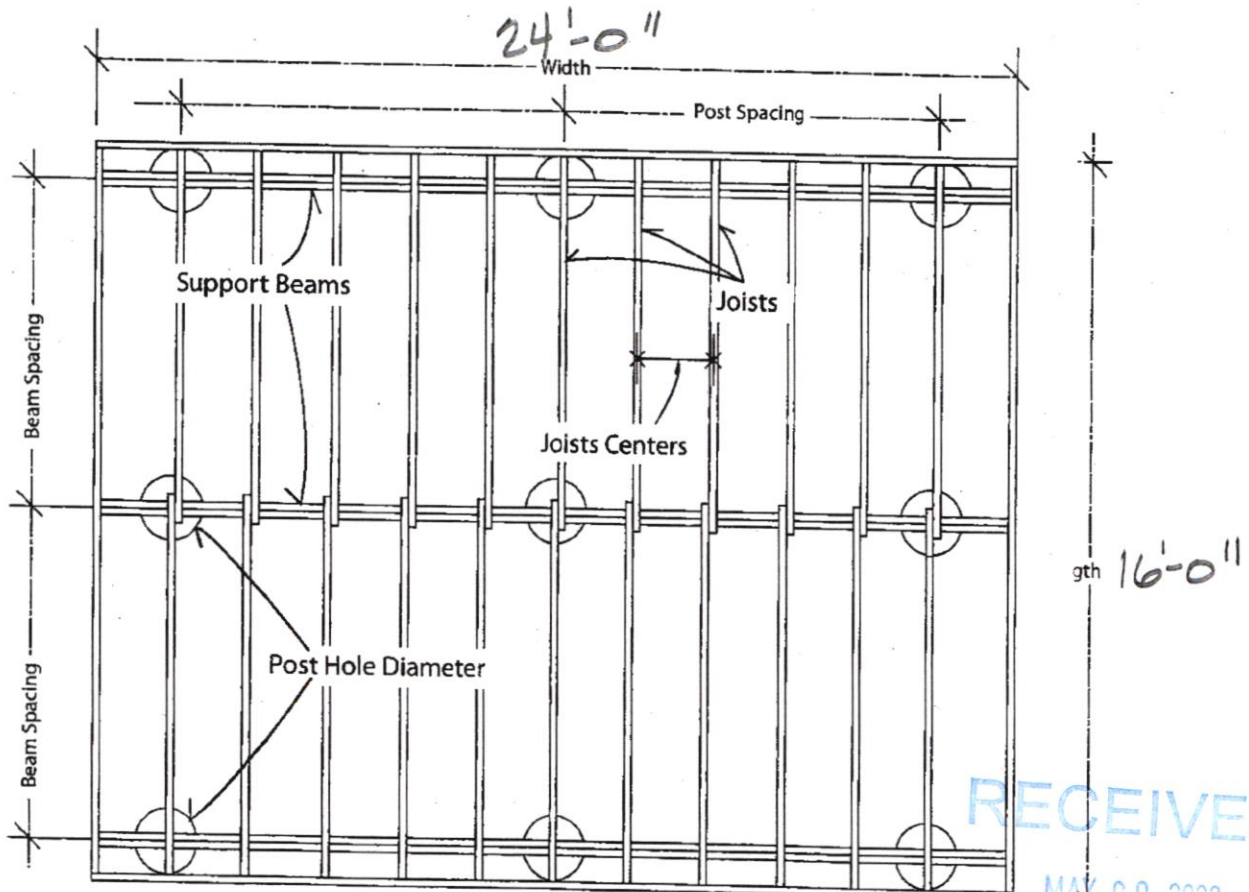 24'-0"
Width
Post Spacing
Beam Spacing
Support Beams
Joists
Joists Centers
gth 16'-0"
Post Hole Diameter
Beam Spacing
RECEIVE
MAY